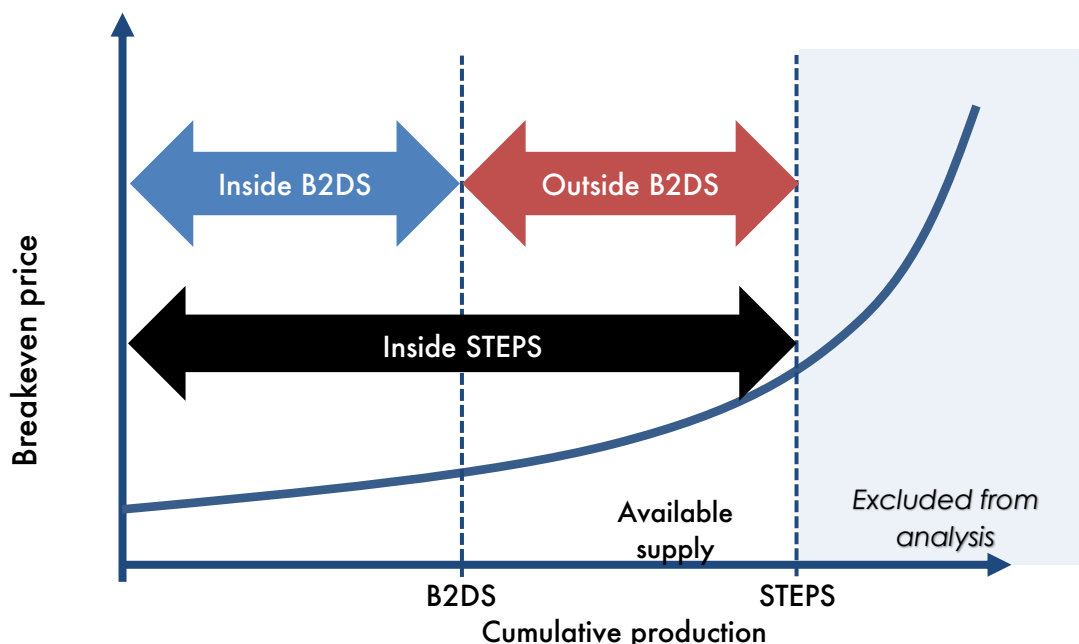 Breakeven price
Inside B2DS
Outside B2DS
Inside STEPS
Available
supply
Excluded from
analysis
B2DS
STEPS
Cumulative production